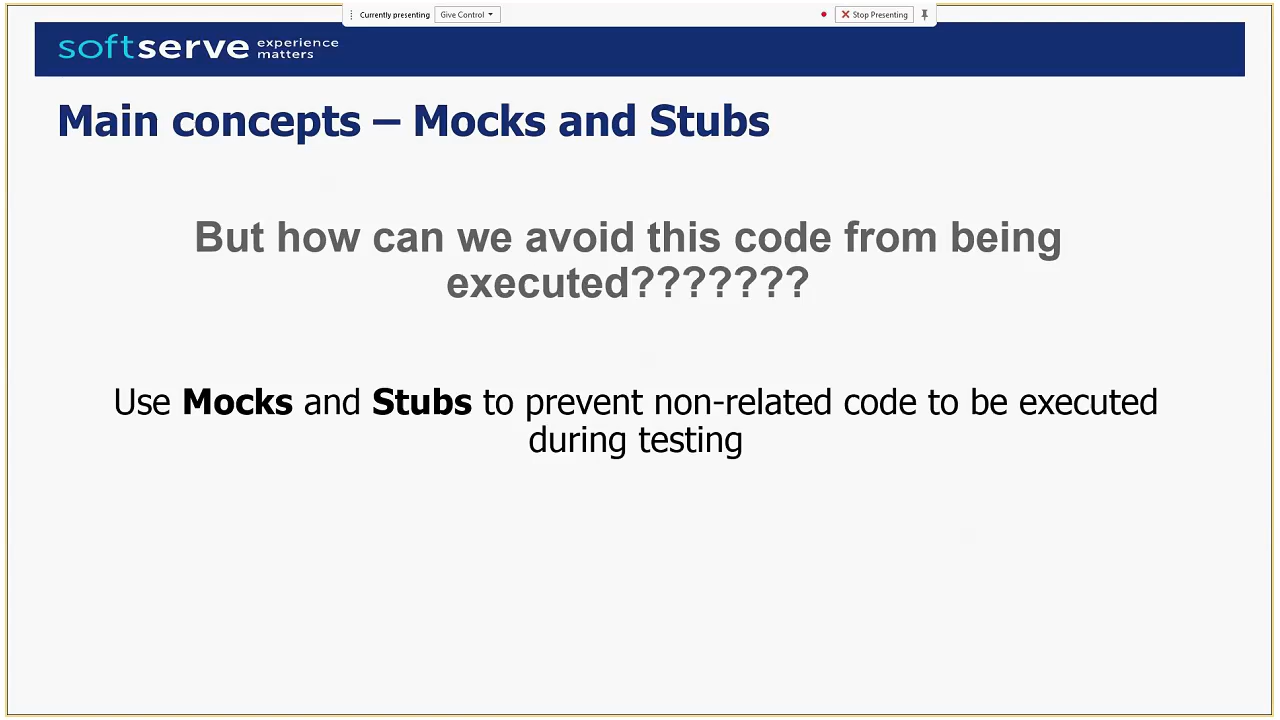 Currently presenting Give Control Stop Presenting
softserve experience matters
Main concepts – Mocks and Stubs
But how can we avoid this code from being
executed???????
Use Mocks and Stubs to prevent non-related code to be executed
during testing